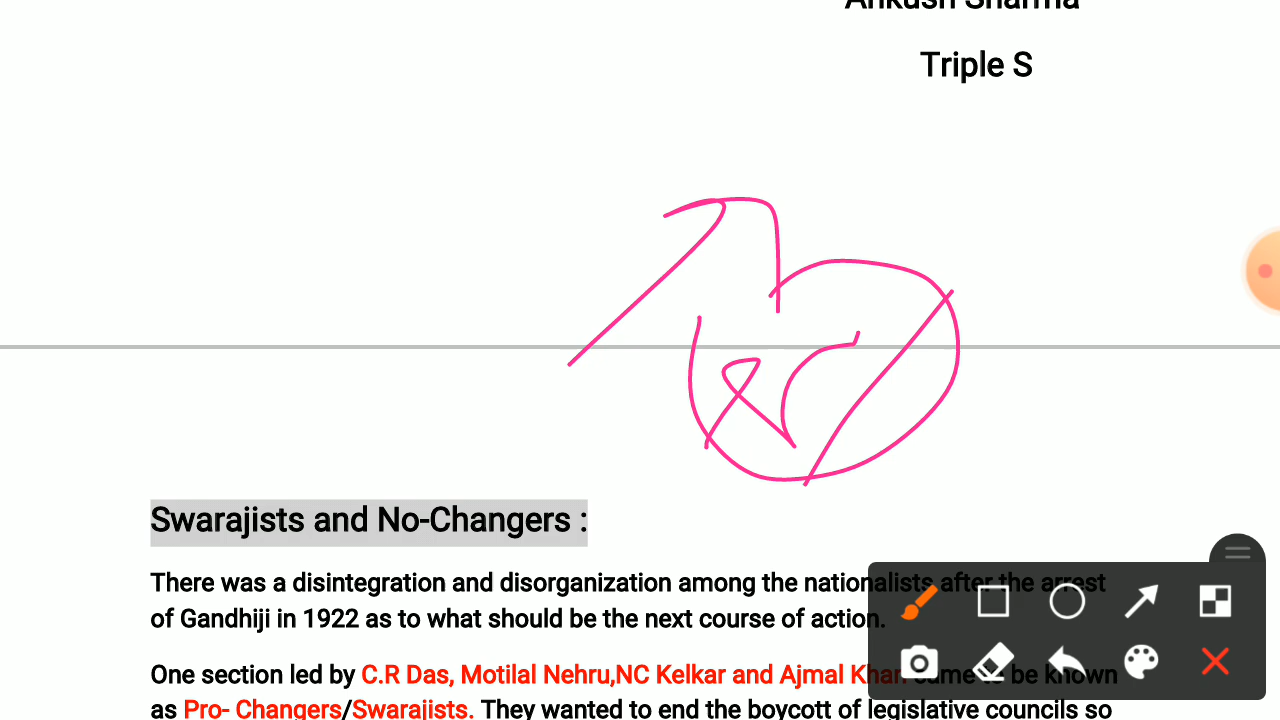 Ankush Sharma
Triple S
Swarajists and No-Changers :
There was a disintegration and disorganization among the nationalists after the arrest
of Gandhiji in 1922 as to what should be the next course of action.
One section led by C.R Das, Motilal Nehru,NC Kelkar and Ajmal Khan came to be known
as Pro- Changers/Swarajists. They wanted to end the boycott of legislative councils so